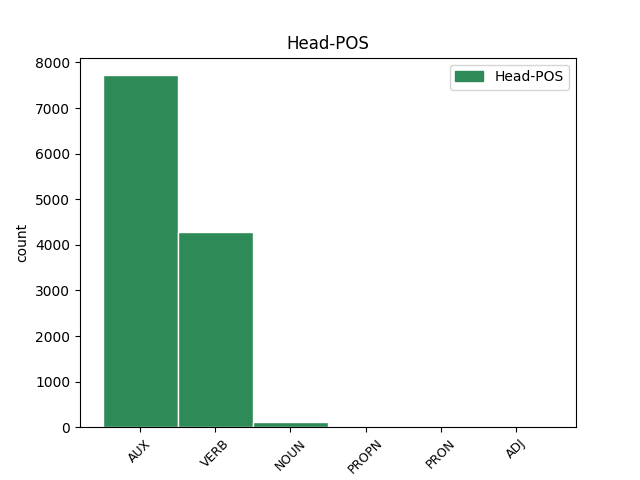 Head-POS
Head-POS
8000
7000
6000
5000
4000
3000
2000
1000
0
count
AUX
VERB
NOUN
PROPN
PRON
ADJ